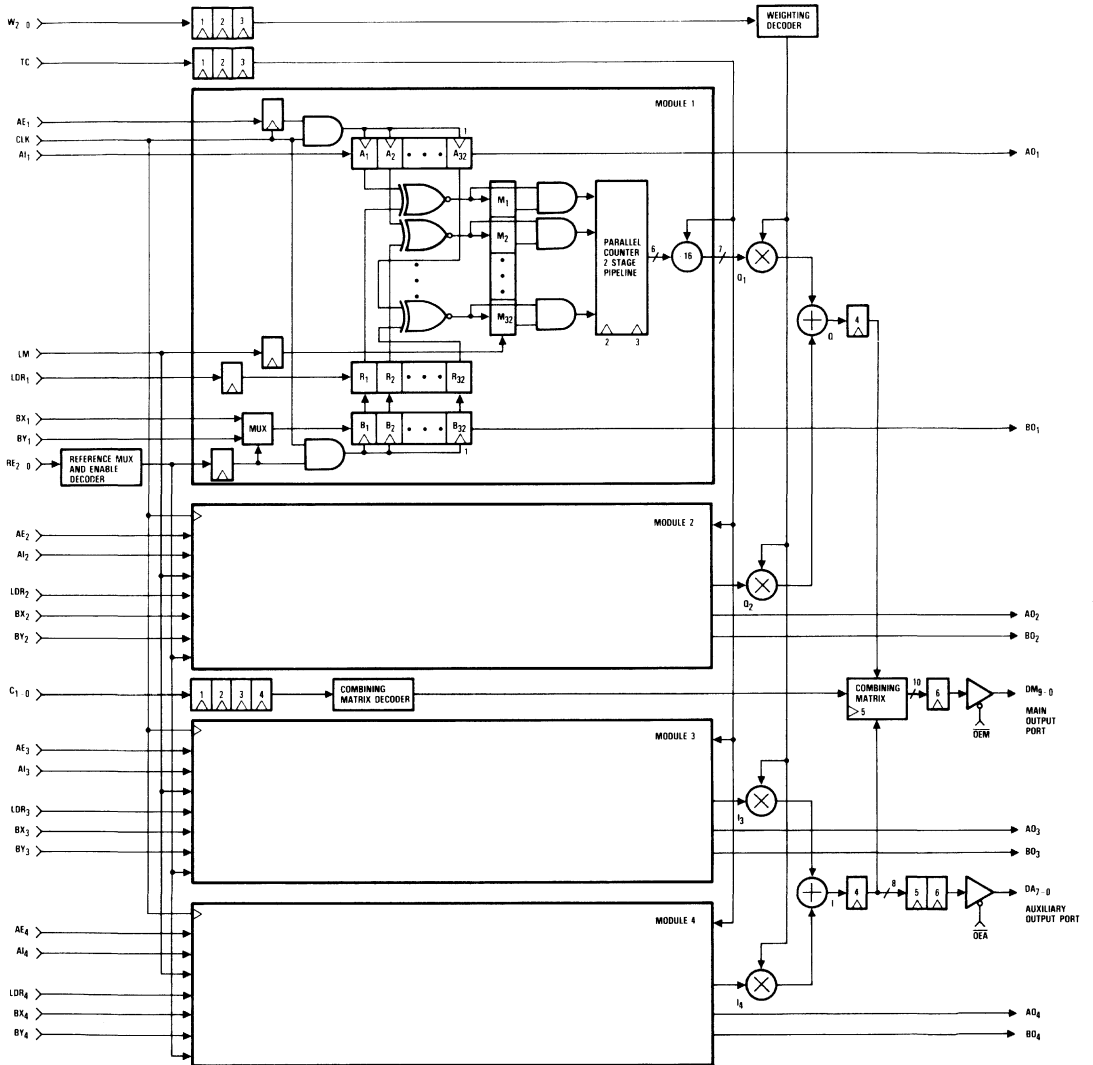 W2 0
WEIGHTING
DECODER
1 2 3
TC
1 2 3
MODULE 1
AE1
CLK
AI1
1
A1 A2 • • • A32
AO1
M1
M2
M32
PARALLEL
COUNTER
2 STAGE
PIPELINE
2 3
6
16
7
Q1
Q
4
LM
LDR1
R1 R2 • • • R32
BX1
BY1
MUX
B1 B2 • • • B32
1
BO1
RE2 0
REFERENCE MUX
AND ENABLE
DECODER
MODULE 2
AE2
AI2
LDR2
BX2
BY2
Q2
AO2
BO2
C1-0
1 2 3 4
COMBINING
MATRIX DECODER
COMBINING
MATRIX
5
10
6
DM9-0
MAIN
OUTPUT
PORT
OEM
MODULE 3
AE3
AI3
LDR3
BX3
BY3
I3
AO3
BO3
I
4
8
5 6
DA7-0
AUXILIARY
OUTPUT PORT
OEA
MODULE 4
AE4
AI4
LDR4
BX4
BY4
I4
AO4
BO4